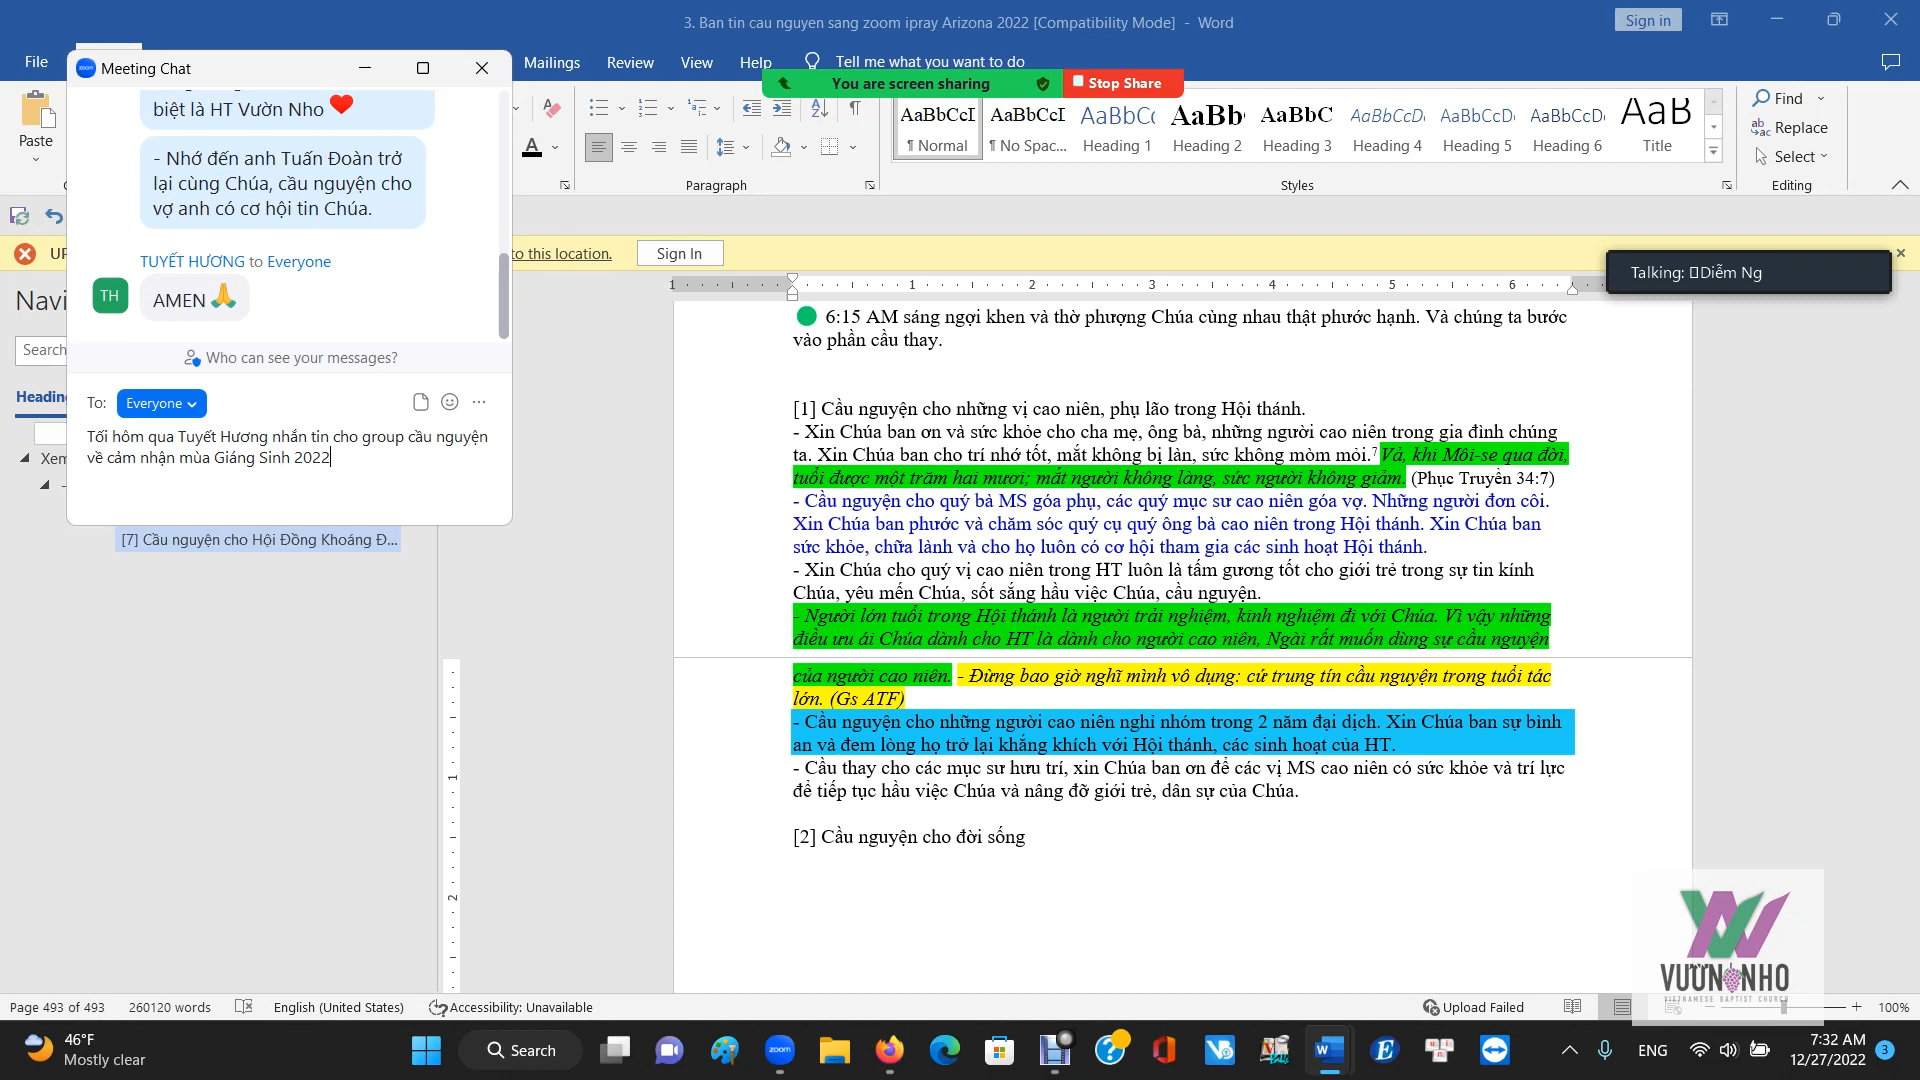 3. Ban tin cau nguyen sang zoom ipray Arizona 2022 [Compatibility Mode] - Word
Sign in
File
Mailings
Review
View
Help
Tell me what you want to do
You are screen sharing
Stop Share
zoom
Meeting Chat
biệt là HT Vườn Nho ❤
- Nhớ đến anh Tuấn Đoàn trở
lại cùng Chúa, cầu nguyện cho
vợ anh có cơ hội tin Chúa.
TUYẾT HƯƠNG to Everyone
TH
AMEN 🙏
Who can see your messages?
To:
Everyone
Tối hôm qua Tuyết Hương nhắn tin cho group cầu nguyện
về cảm nhận mùa Giáng Sinh 2022
Paste
Paragraph
AaBbCcI
¶ Normal
AaBbCcI
¶ No Spac...
AaBbCc
Heading 1
AaBb
Heading 2
AaBbC
Heading 3
AaBbCcD
Heading 4
AaBbCcD
Heading 5
AaBbCcD
Heading 6
AaB
Title
Styles
Find
Replace
Select
Editing
UP
to this location.
Sign In
Talking: Diễm Ng
Navi
Search
Heading
Xem
[7] Cầu nguyện cho Hội Đồng Khoáng Đ...
1 1 2 3 4 5 6
6:15 AM sáng ngợi khen và thờ phượng Chúa cùng nhau thật phước hạnh. Và chúng ta bước
vào phần cầu thay.
[1] Cầu nguyện cho những vị cao niên, phụ lão trong Hội thánh.
- Xin Chúa ban ơn và sức khỏe cho cha mẹ, ông bà, những người cao niên trong gia đình chúng
ta. Xin Chúa ban cho trí nhớ tốt, mắt không bị làn, sức không mòm mỏi.⁷ Vả, khi Môi-se qua đời,
tuổi được một trăm hai mươi; mắt người không làng, sức người không giảm. (Phục Truyền 34:7)
- Cầu nguyện cho quý bà MS góa phụ, các quý mục sư cao niên góa vợ. Những người đơn côi.
Xin Chúa ban phước và chăm sóc quý cụ quý ông bà cao niên trong Hội thánh. Xin Chúa ban
sức khỏe, chữa lành và cho họ luôn có cơ hội tham gia các sinh hoạt Hội thánh.
- Xin Chúa cho quý vị cao niên trong HT luôn là tấm gương tốt cho giới trẻ trong sự tin kính
Chúa, yêu mến Chúa, sốt sắng hầu việc Chúa, cầu nguyện.
- Người lớn tuổi trong Hội thánh là người trải nghiệm, kinh nghiệm đi với Chúa. Vì vậy những
điều ưu ái Chúa dành cho HT là dành cho người cao niên, Ngài rất muốn dùng sự cầu nguyện
của người cao niên. - Đừng bao giờ nghĩ mình vô dụng: cứ trung tín cầu nguyện trong tuổi tác
lớn. (Gs ATF)
- Cầu nguyện cho những người cao niên nghỉ nhóm trong 2 năm đại dịch. Xin Chúa ban sự bình
an và đem lòng họ trở lại khắng khích với Hội thánh, các sinh hoạt của HT.
- Cầu thay cho các mục sư hưu trí, xin Chúa ban ơn để các vị MS cao niên có sức khỏe và trí lực
để tiếp tục hầu việc Chúa và nâng đỡ giới trẻ, dân sự của Chúa.
[2] Cầu nguyện cho đời sống
1
2
VƯỜN NHO
VIETNAMESE BAPTIST CHURCH
Page 493 of 493
260120 words
English (United States)
Accessibility: Unavailable
Upload Failed
100%
46°F
Mostly clear
Search
zoom
ENG
7:32 AM
12/27/2022
3